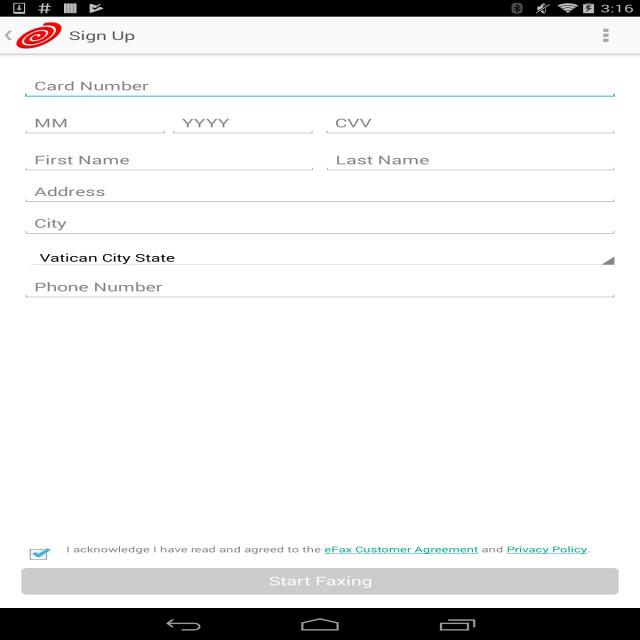 3:16
Sign Up
Card Number
MM YYYY CVV
First Name Last Name
Address
City
Vatican City State
Phone Number
I acknowledge I have read and agreed to the eFax Customer Agreement and Privacy Policy.
Start Faxing